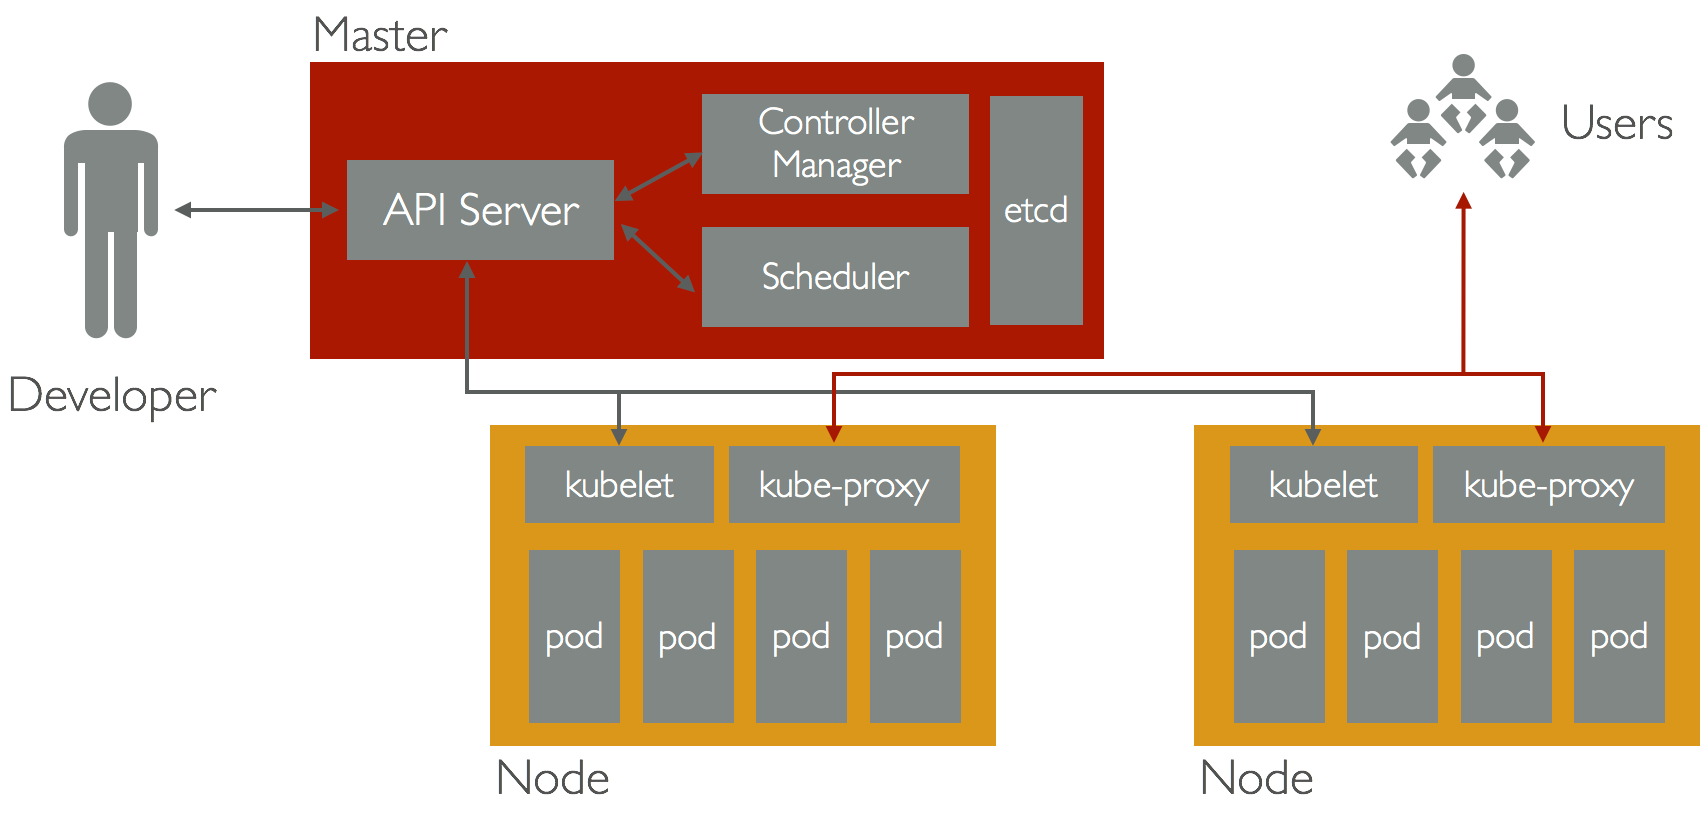 Master
Controller
Manager
API Server
etcd
Scheduler
Users
Developer
kubelet
kube-proxy
pod
pod
pod
pod
Node
kubelet
kube-proxy
pod
pod
pod
pod
Node